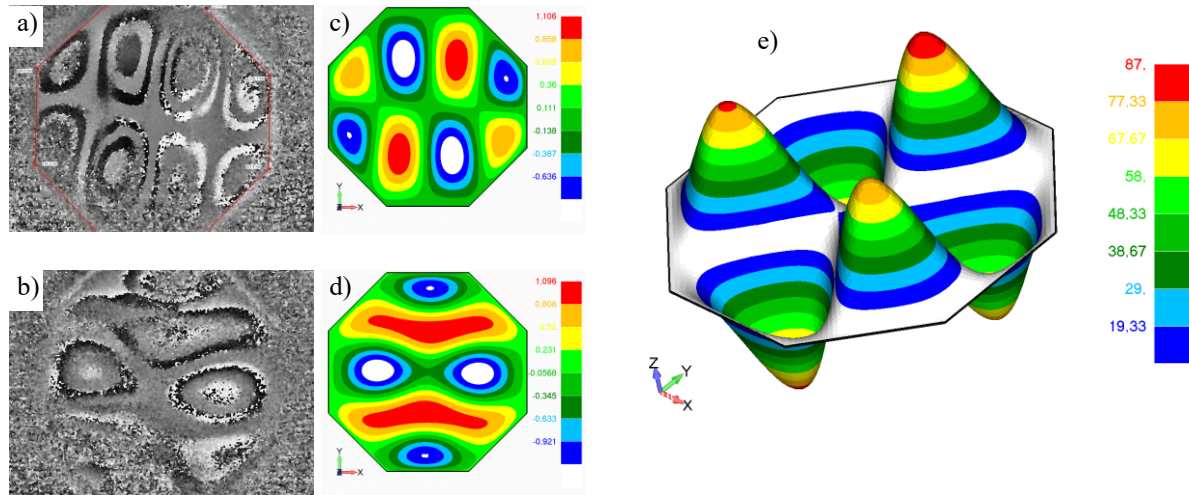 a)
b)
c)
1,106
0,858
0,609
0,36
0,111
-0,138
-0,387
-0,636
Y
Z
X
d)
1,096
0,808
0,52
0,231
-0,0568
-0,345
-0,633
-0,921
Y
Z
X
e)
87,
77,33
67,67
58,
48,33
38,67
29,
19,33
Z
Y
X